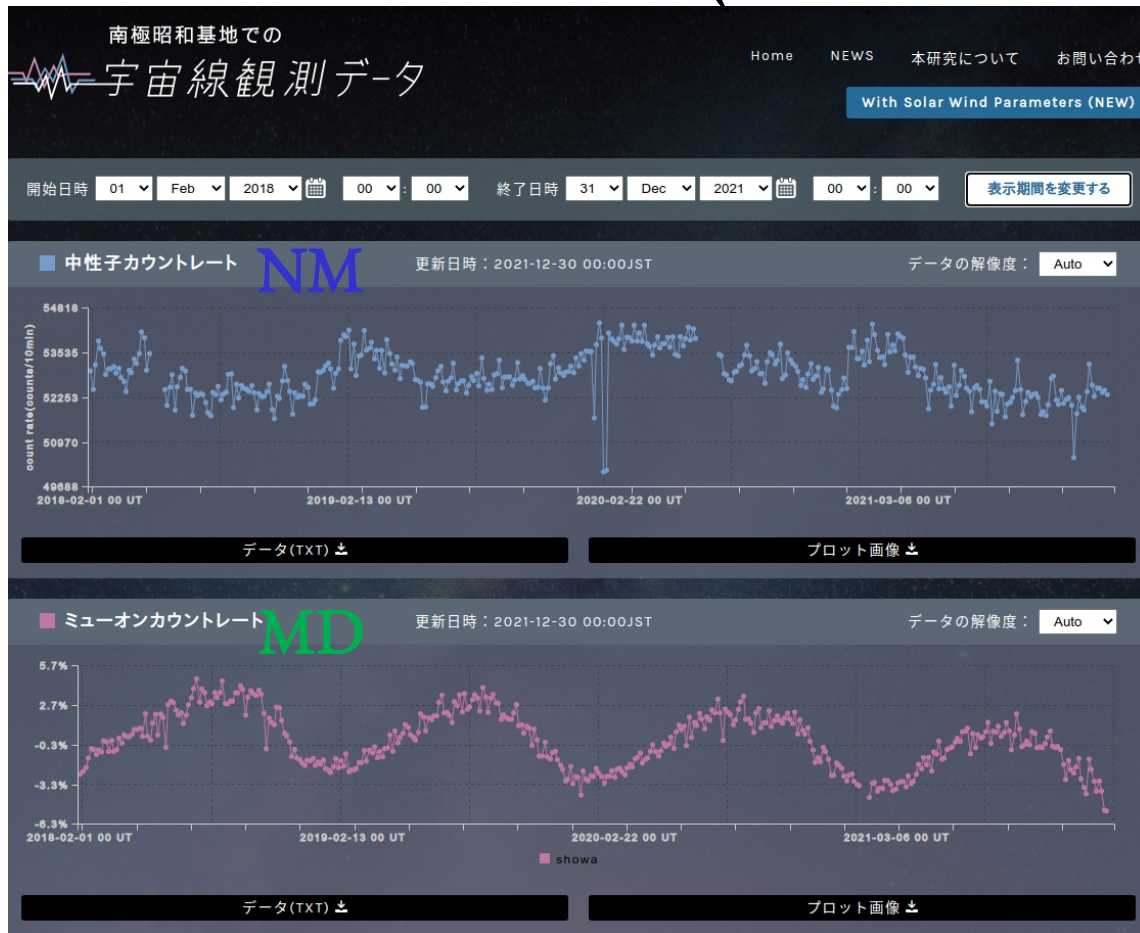 南極昭和基地での
宇宙線観測データ
Home NEWS 本研究について お問い合わせ
With Solar Wind Parameters (NEW)
開始日時 01 Feb 2018 00 : 00 終了日時 31 Dec 2021 00 : 00 表示期間を変更する
中性子カウントレート NM 更新日時：2021-12-30 00:00JST データの解像度： Auto
54818
53535
52253
50970
49688
count rate(counts/10min)
2018-02-01 00 UT 2019-02-13 00 UT 2020-02-22 00 UT 2021-03-06 00 UT
データ(TXT) プロット画像
ミューオンカウントレート MD 更新日時：2021-12-30 00:00JST データの解像度： Auto
5.7%
2.7%
-0.3%
-3.3%
-6.3%
2018-02-01 00 UT 2019-02-13 00 UT 2020-02-22 00 UT 2021-03-06 00 UT
showa
データ(TXT) プロット画像